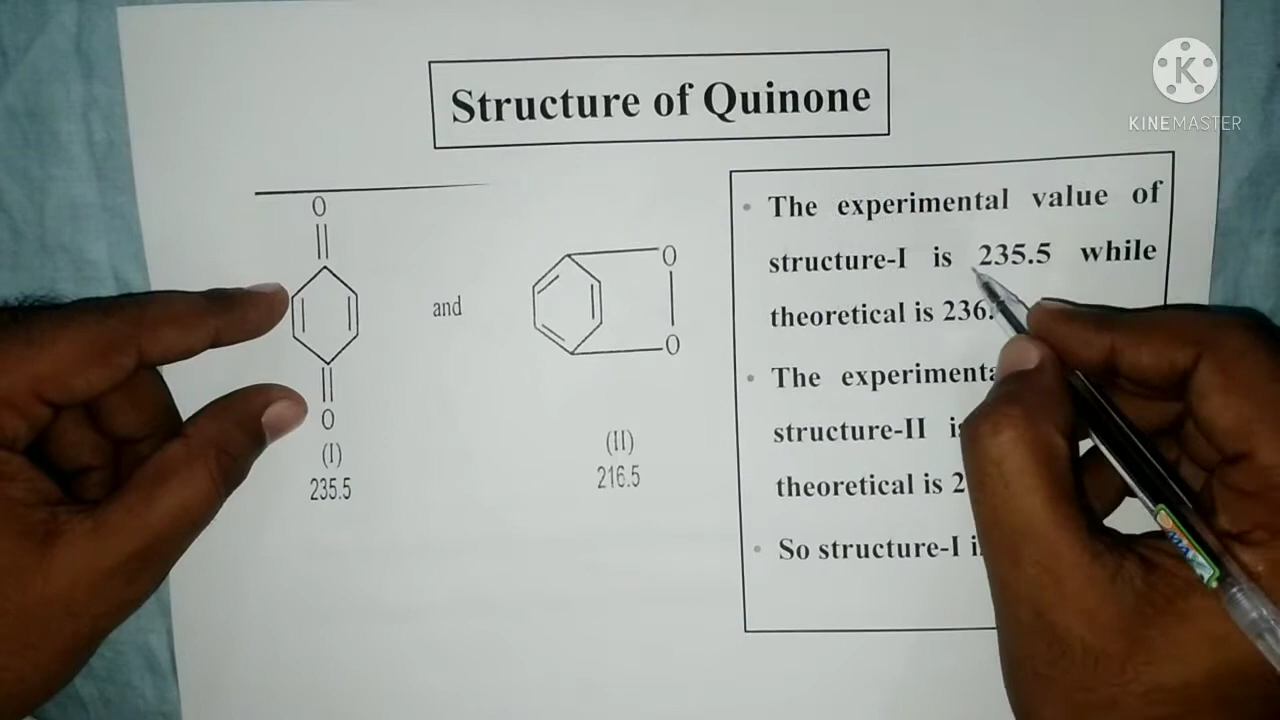 Structure of Quinone
K
KINEMASTER
O
O
(I)
235.5
and
O
O
(II)
216.5
• The experimental value of
structure-I is 235.5 while
theoretical is 236.
• The
structure-II
theoretical is
• So structure-I